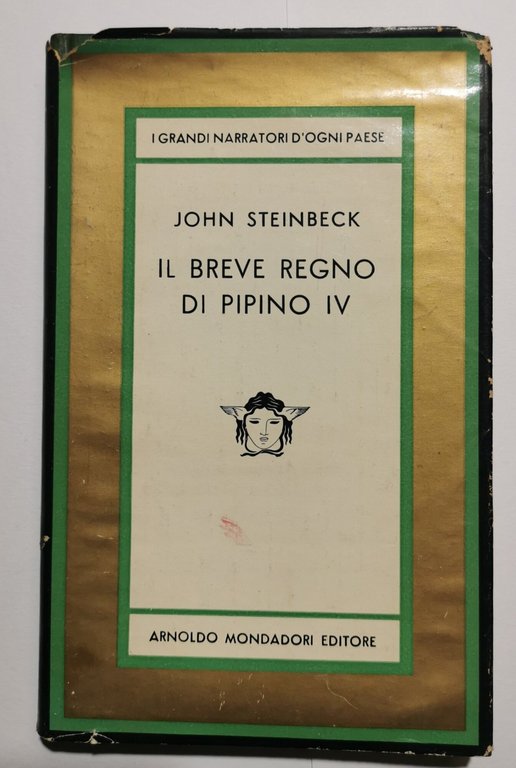 I GRANDI NARRATORI D'OGNI PAESE
JOHN STEINBECK
IL BREVE REGNO
DI PIPINO IV
ARNOLDO MONDADORI EDITORE